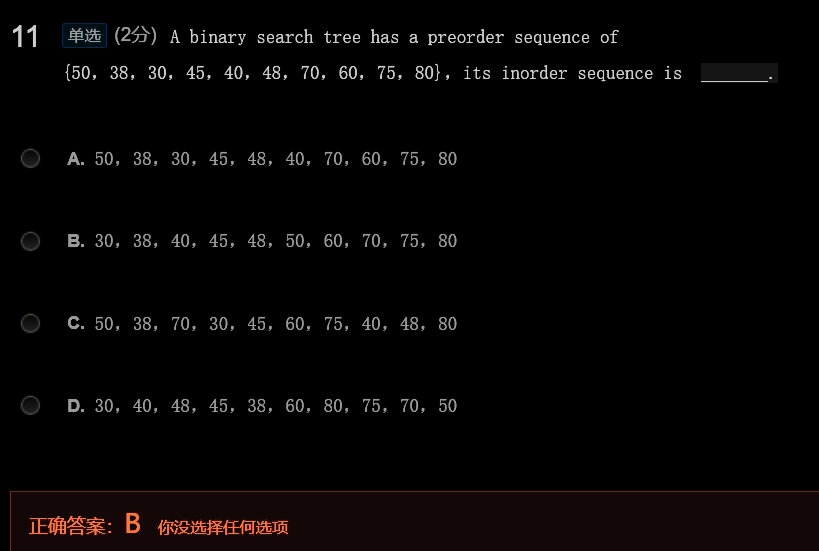 11 单选 (2分) A binary search tree has a preorder sequence of
{50, 38, 30, 45, 40, 48, 70, 60, 75, 80}, its inorder sequence is ______.
A. 50, 38, 30, 45, 48, 40, 70, 60, 75, 80
B. 30, 38, 40, 45, 48, 50, 60, 70, 75, 80
C. 50, 38, 70, 30, 45, 60, 75, 40, 48, 80
D. 30, 40, 48, 45, 38, 60, 80, 75, 70, 50
正确答案: B 你没选择任何选项